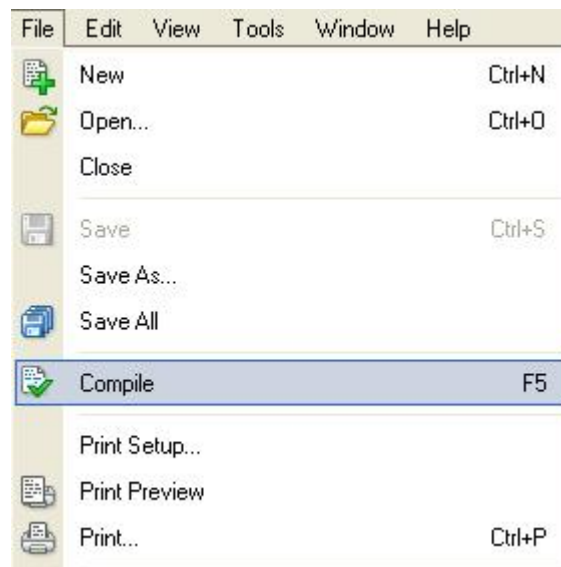 File Edit View Tools Window Help
New Ctrl+N
Open... Ctrl+O
Close
Save Ctrl+S
Save As...
Save All
Compile F5
Print Setup...
Print Preview
Print... Ctrl+P